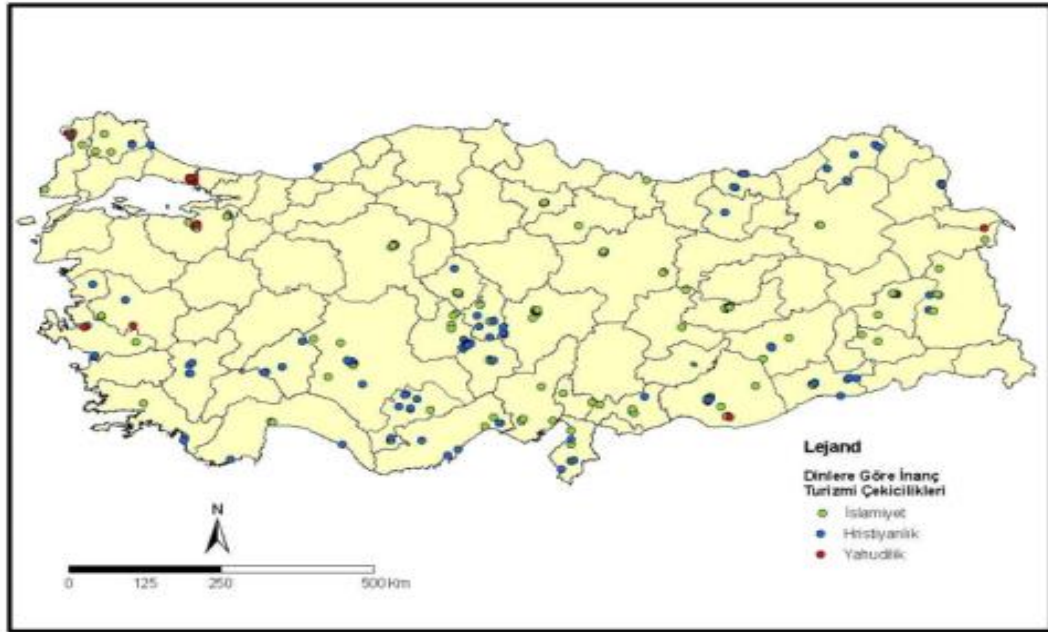 Lejand
Dinlere Göre İnanç
Turizmi Çekicilikleri
İslamiyet
Hristiyanlık
Yahudilik
N
0 125 250 500 Km